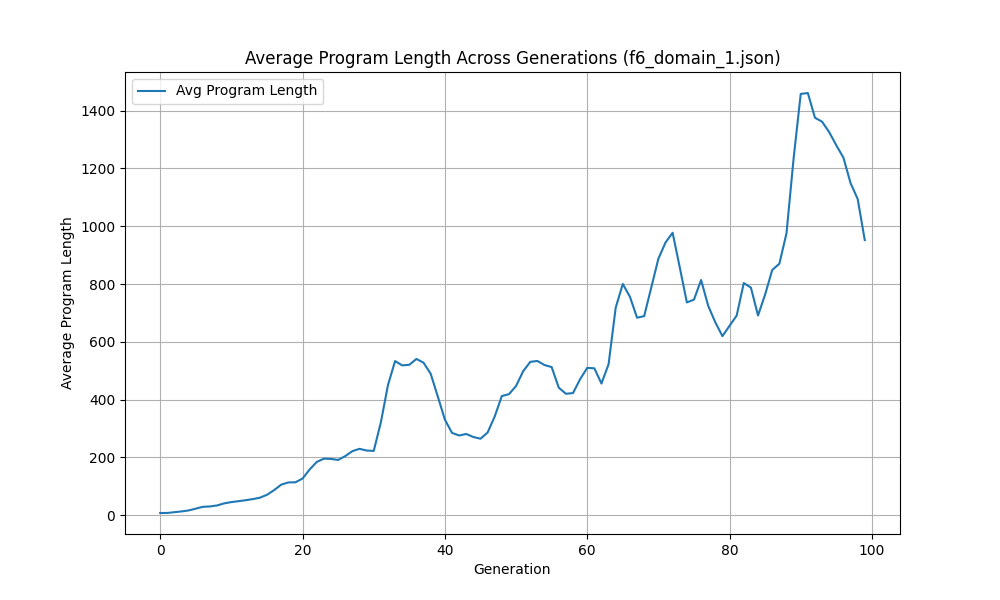 Average Program Length Across Generations (f6_domain_1.json)
Avg Program Length
1400
1200
1000
800
600
400
200
0
Average Program Length
0 20 40 60 80 100
Generation